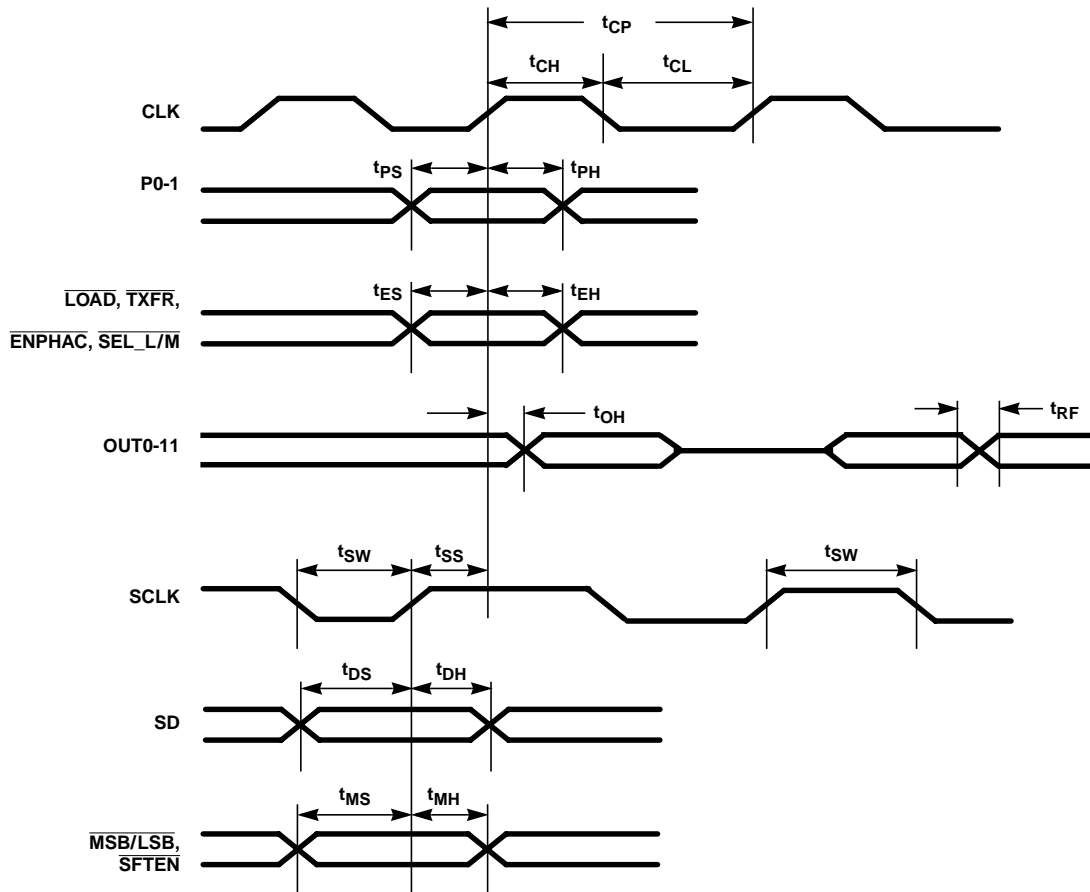 tCP
tCH tCL
CLK
tPS tPH
P0-1
tES tEH
LOAD, TXFR,
ENPHAC, SEL_L/M
tOH tRF
OUT0-11
tSW tSS tSW
SCLK
tDS tDH
SD
tMS tMH
MSB/LSB,
SFTEN